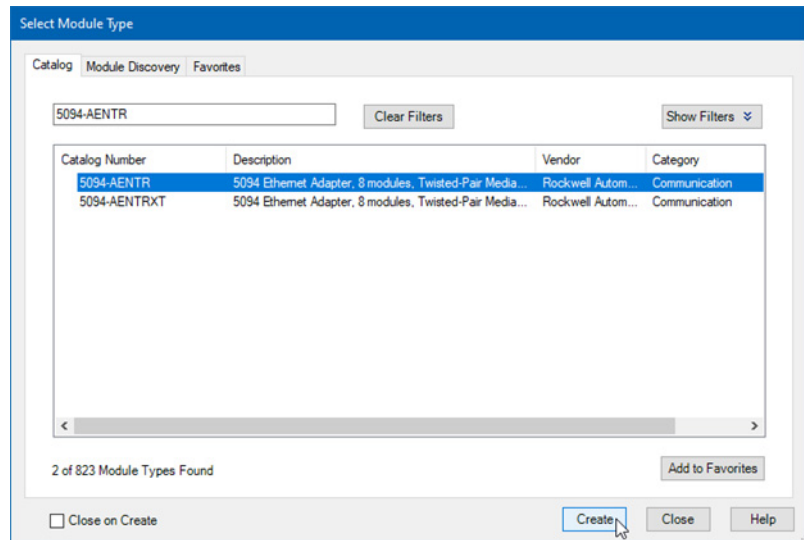 Select Module Type
Catalog Module Discovery Favorites
5094-AENTR Clear Filters Show Filters
Catalog Number Description Vendor Category
5094-AENTR 5094 Ethernet Adapter, 8 modules, Twisted-Pair Media... Rockwell Autom... Communication
5094-AENTRXT 5094 Ethernet Adapter, 8 modules, Twisted-Pair Media... Rockwell Autom... Communication
2 of 823 Module Types Found Add to Favorites
Close on Create Create Close Help